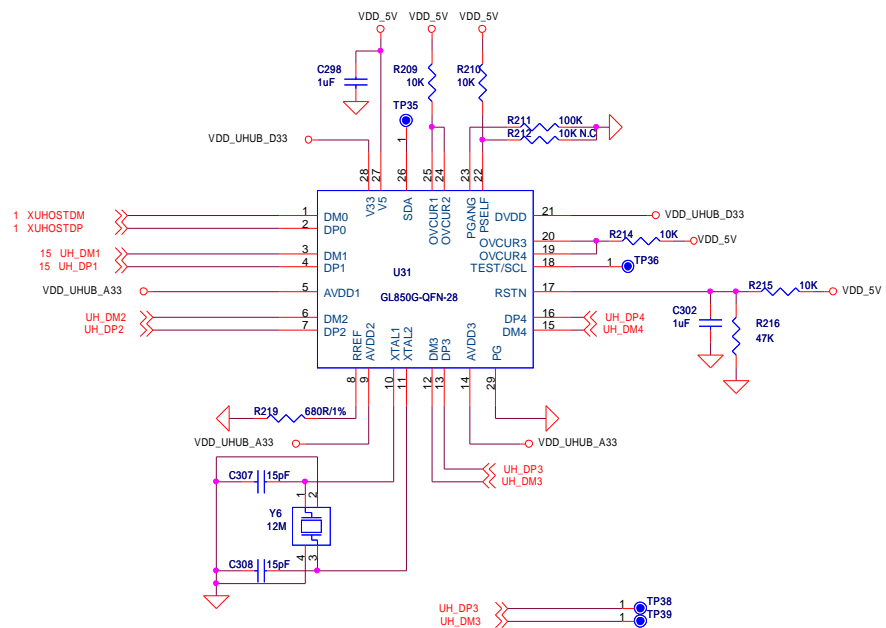 VDD_5V VDD_5V VDD_5V
C298
1uF
R209
10K
R210
10K
TP35
1
R211 100K
R212 10K N.C
VDD_UHUB_D33
28 27 26 25 24 23 22
V33 V5 SDA OVCUR1 OVCUR2 PGANG PSELF
1 XUHOSTDM 1 DM0
1 XUHOSTDP 2 DP0
15 UH_DM1 3 DM1
15 UH_DP1 4 DP1
VDD_UHUB_A33 5 AVDD1
UH_DM2 6 DM2
UH_DP2 7 DP2
U31
GL850G-QFN-28
DVDD 21 VDD_UHUB_D33
OVCUR3 20 R214 10K VDD_5V
OVCUR4 19
TEST/SCL 18 1 TP36
RSTN 17 R215 10K VDD_5V
DP4 16 UH_DP4
DM4 15 UH_DM4
C302
1uF
R216
47K
RREF AVDD2 XTAL1 XTAL2 DM3 DP3 AVDD3 PG
8 9 10 11 12 13 14 29
R219 680R/1%
VDD_UHUB_A33 VDD_UHUB_A33
UH_DP3
UH_DM3
C307 15pF
1 2
Y6
12M
4 3
C308 15pF
UH_DP3 1 TP38
UH_DM3 1 TP39